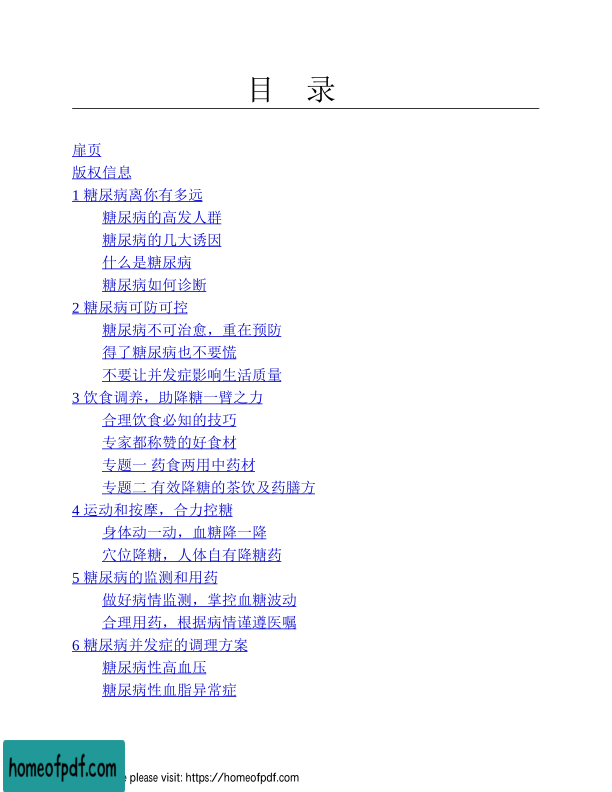 目 录
扉页
版权信息
1 糖尿病离你有多远
糖尿病的高发人群
糖尿病的几大诱因
什么是糖尿病
糖尿病如何诊断
2 糖尿病可防可控
糖尿病不可治愈，重在预防
得了糖尿病也不要慌
不要让并发症影响生活质量
3 饮食调养，助降糖一臂之力
合理饮食必知的技巧
专家都称赞的好食材
专题一 药食两用中药材
专题二 有效降糖的茶饮及药膳方
4 运动和按摩，合力控糖
身体动一动，血糖降一降
穴位降糖，人体自有降糖药
5 糖尿病的监测和用药
做好病情监测，掌控血糖波动
合理用药，根据病情谨遵医嘱
6 糖尿病并发症的调理方案
糖尿病性高血压
糖尿病性血脂异常症
homeofpdf.com
please visit: https://homeofpdf.com